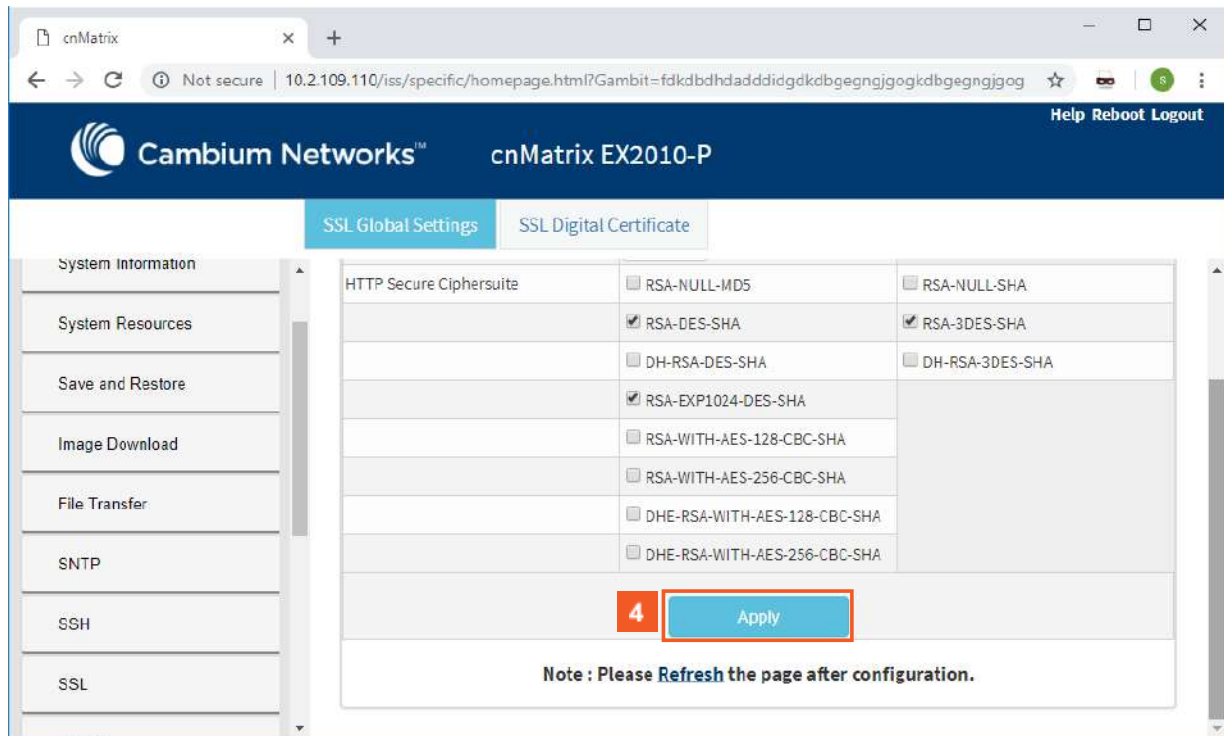 cnMatrix
Not secure | 10.2.109.110/iss/specific/homepage.html?Gambit=fdkdbdhdadddidgdkdbgegngjgogkdbgegngjgog
S
Help Reboot Logout
Cambium Networks™ cnMatrix EX2010-P
SSL Global Settings SSL Digital Certificate
System Information
System Resources
Save and Restore
Image Download
File Transfer
SNTP
SSH
SSL
HTTP Secure Ciphersuite RSA-NULL-MD5 RSA-NULL-SHA
RSA-DES-SHA RSA-3DES-SHA
DH-RSA-DES-SHA DH-RSA-3DES-SHA
RSA-EXP1024-DES-SHA
RSA-WITH-AES-128-CBC-SHA
RSA-WITH-AES-256-CBC-SHA
DHE-RSA-WITH-AES-128-CBC-SHA
DHE-RSA-WITH-AES-256-CBC-SHA
4 Apply
Note : Please Refresh the page after configuration.